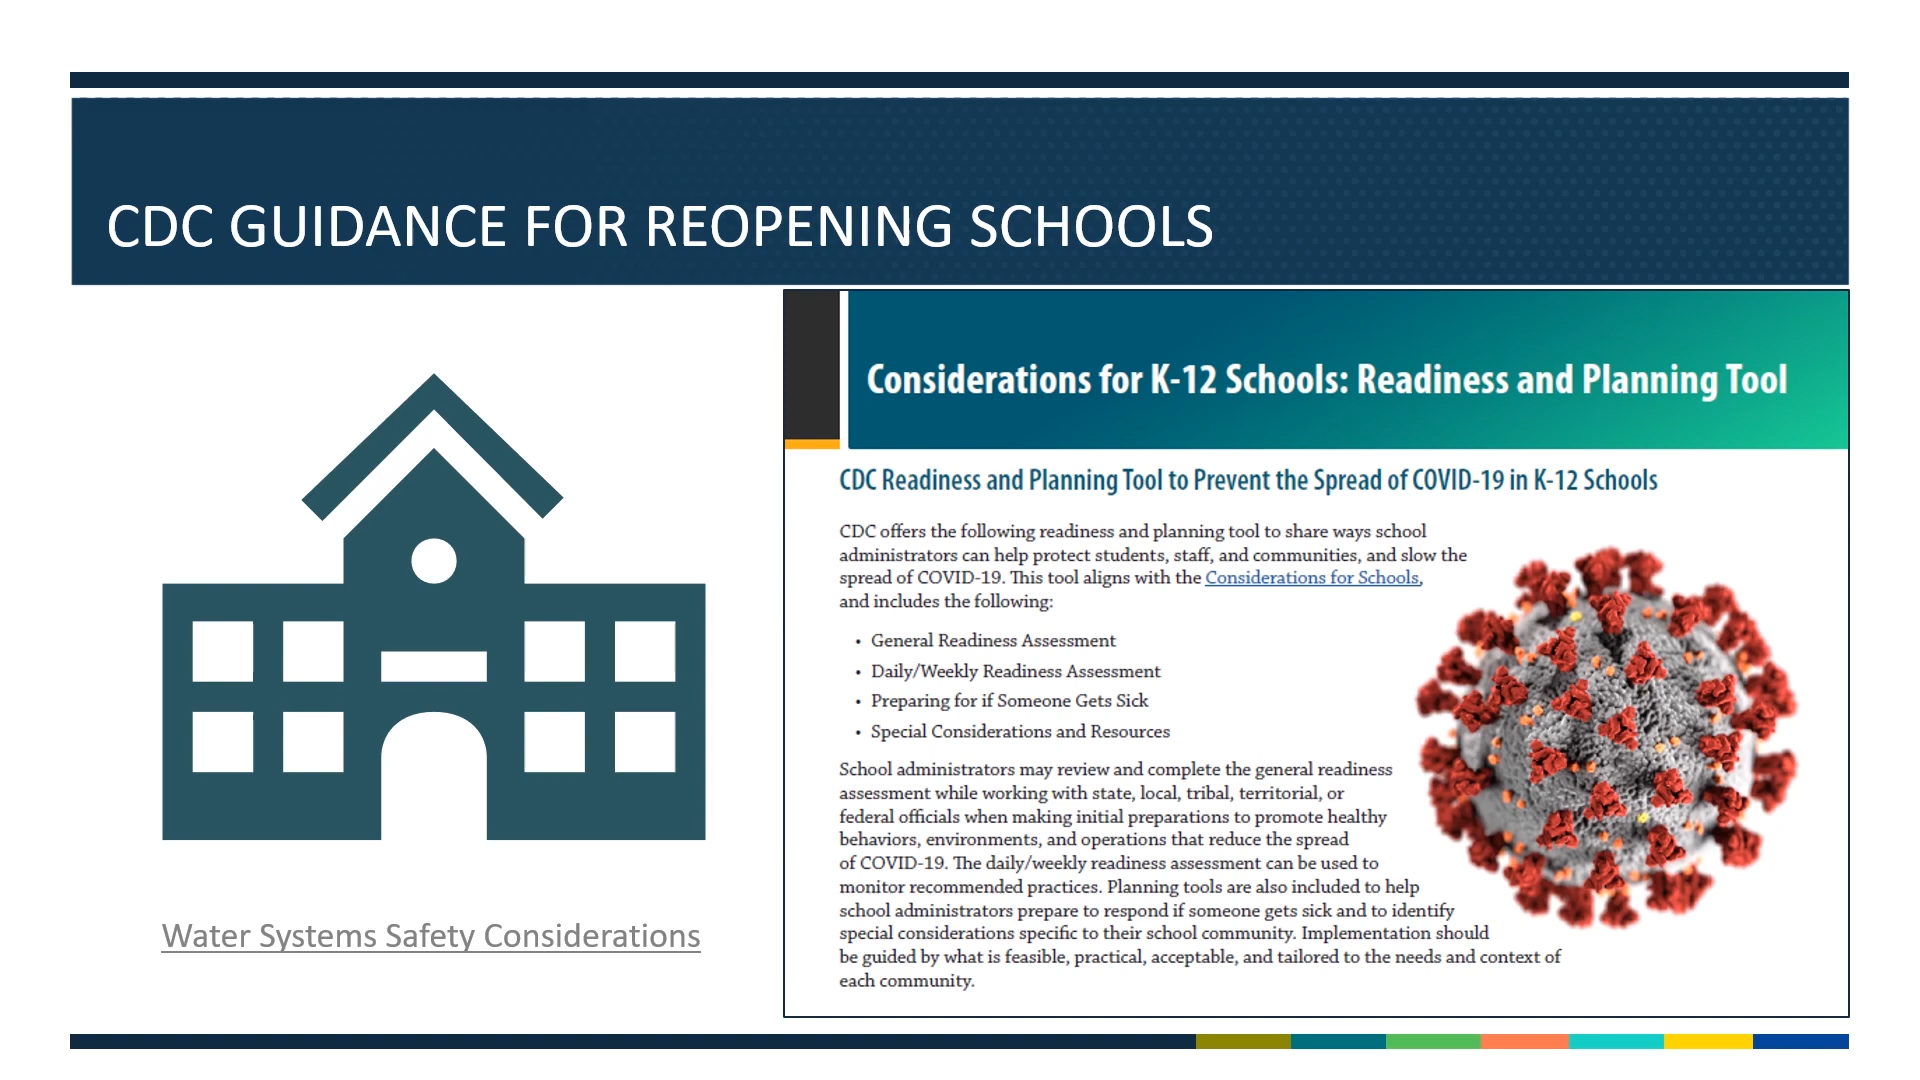 CDC GUIDANCE FOR REOPENING SCHOOLS
Water Systems Safety Considerations
Considerations for K-12 Schools: Readiness and Planning Tool
CDC Readiness and Planning Tool to Prevent the Spread of COVID-19 in K-12 Schools
CDC offers the following readiness and planning tool to share ways school
administrators can help protect students, staff, and communities, and slow the
spread of COVID-19. This tool aligns with the Considerations for Schools,
and includes the following:
• General Readiness Assessment
• Daily/Weekly Readiness Assessment
• Preparing for if Someone Gets Sick
• Special Considerations and Resources
School administrators may review and complete the general readiness
assessment while working with state, local, tribal, territorial, or
federal officials when making initial preparations to promote healthy
behaviors, environments, and operations that reduce the spread
of COVID-19. The daily/weekly readiness assessment can be used to
monitor recommended practices. Planning tools are also included to help
school administrators prepare to respond if someone gets sick and to identify
special considerations specific to their school community. Implementation should
be guided by what is feasible, practical, acceptable, and tailored to the needs and context of
each community.